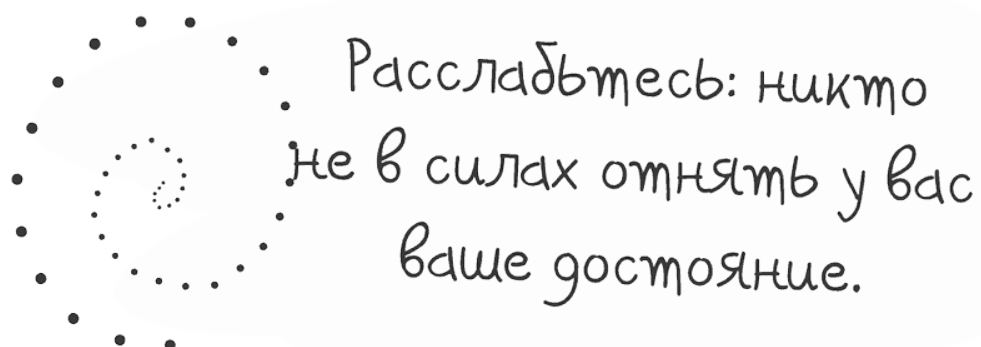 Расслабьтесь: никто
не в силах отнять у вас
ваше достояние.